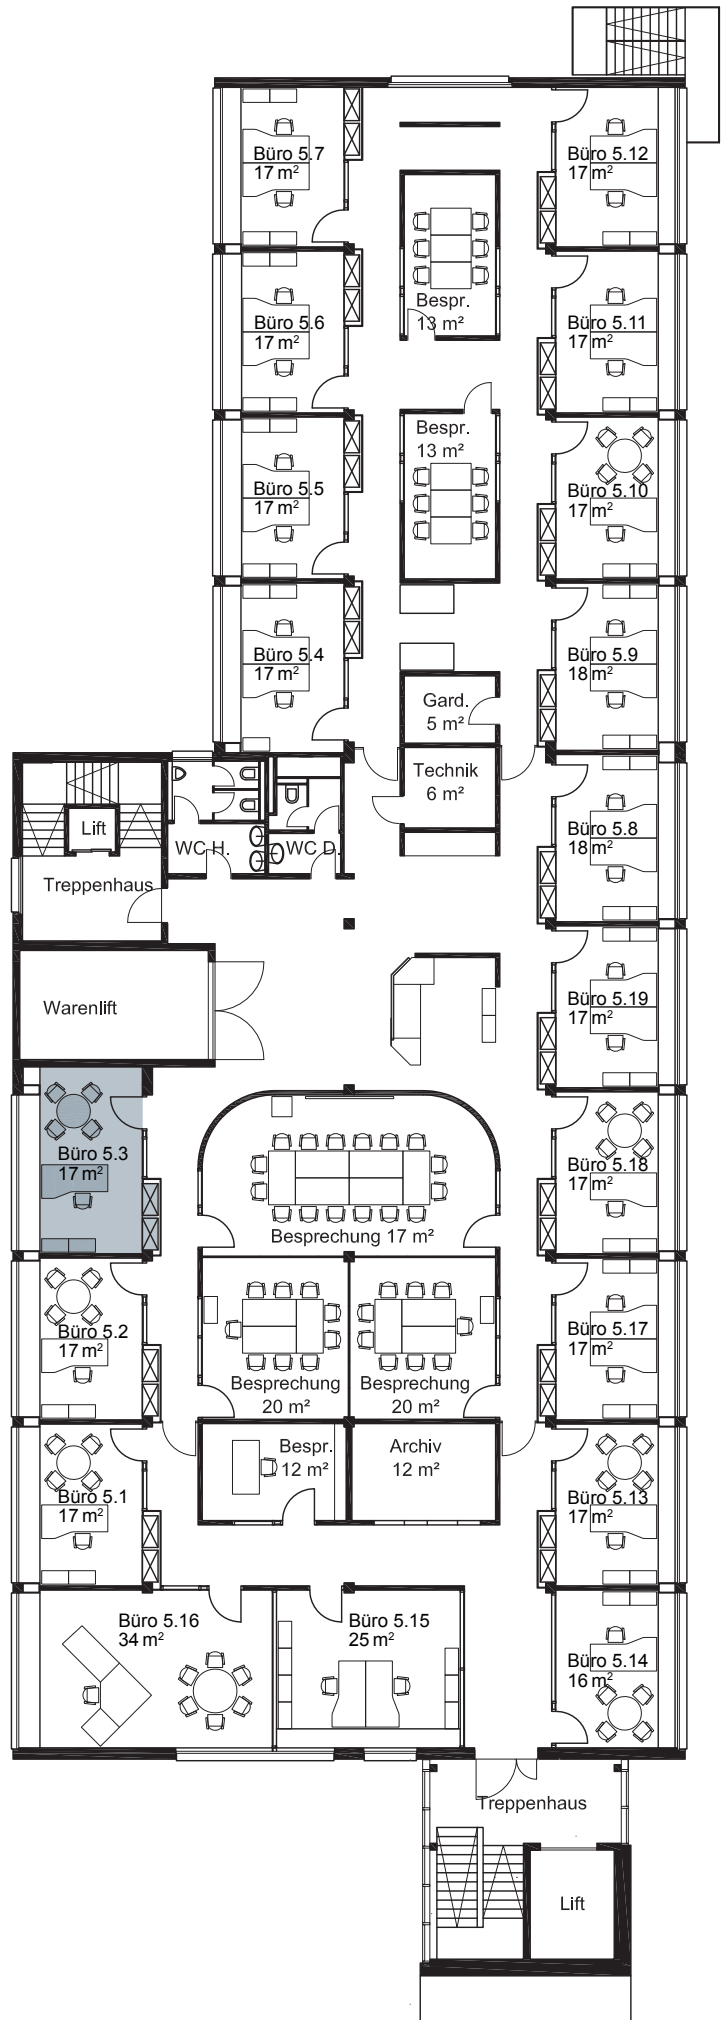 Büro 5.7
17 m²
Büro 5.12
17 m²
Bespr.
13 m²
Büro 5.6
17 m²
Büro 5.11
17 m²
Bespr.
13 m²
Büro 5.5
17 m²
Büro 5.10
17 m²
Büro 5.4
17 m²
Büro 5.9
18 m²
Gard.
5 m²
Technik
6 m²
Lift
WC H.
WC D.
Büro 5.8
18 m²
Treppenhaus
Warenlift
Büro 5.19
17 m²
Büro 5.3
17 m²
Büro 5.18
17 m²
Besprechung 17 m²
Büro 5.2
17 m²
Büro 5.17
17 m²
Besprechung
20 m²
Besprechung
20 m²
Bespr.
12 m²
Archiv
12 m²
Büro 5.1
17 m²
Büro 5.13
17 m²
Büro 5.16
34 m²
Büro 5.15
25 m²
Büro 5.14
16 m²
Treppenhaus
Lift